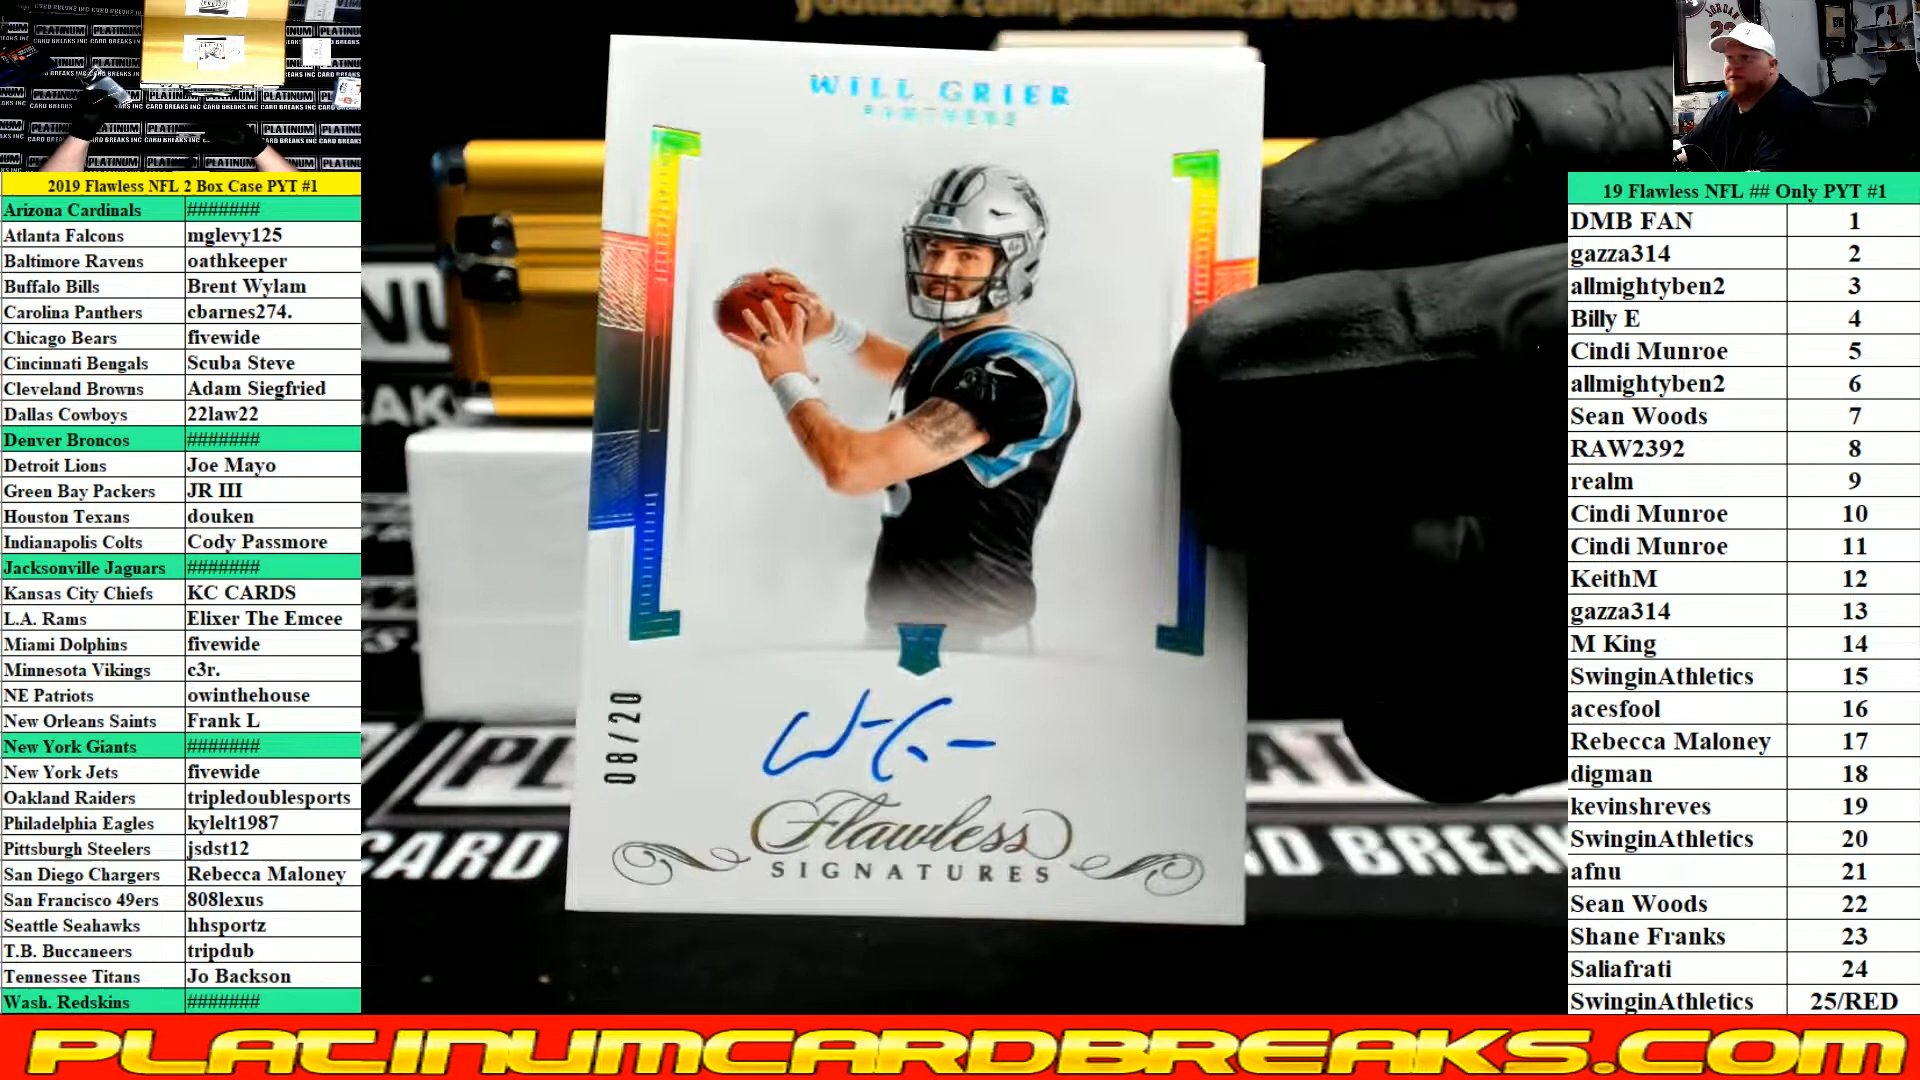 youtube.com/platinumcardbreakslive
2019 Flawless NFL 2 Box Case PYT #1
Arizona Cardinals #######
Atlanta Falcons mglevy125
Baltimore Ravens oathkeeper
Buffalo Bills Brent Wylam
Carolina Panthers cbarnes274.
Chicago Bears fivewide
Cincinnati Bengals Scuba Steve
Cleveland Browns Adam Siegfried
Dallas Cowboys 22law22
Denver Broncos #######
Detroit Lions Joe Mayo
Green Bay Packers JR III
Houston Texans douken
Indianapolis Colts Cody Passmore
Jacksonville Jaguars #######
Kansas City Chiefs KC CARDS
L.A. Rams Elixer The Emcee
Miami Dolphins fivewide
Minnesota Vikings c3r.
NE Patriots owinthehouse
New Orleans Saints Frank L
New York Giants #######
New York Jets fivewide
Oakland Raiders tripledoublesports
Philadelphia Eagles kylelt1987
Pittsburgh Steelers jsdst12
San Diego Chargers Rebecca Maloney
San Francisco 49ers 808lexus
Seattle Seahawks hhsportz
T.B. Buccaneers tripdub
Tennessee Titans Jo Backson
Wash. Redskins #######
WILL GRIER
PANTHERS
08/20
Flawless
SIGNATURES
CARD
RD BREAK
JORDAN
19 Flawless NFL ## Only PYT #1
DMB FAN 1
gazza314 2
allmightyben2 3
Billy E 4
Cindi Munroe 5
allmightyben2 6
Sean Woods 7
RAW2392 8
realm 9
Cindi Munroe 10
Cindi Munroe 11
KeithM 12
gazza314 13
M King 14
SwinginAthletics 15
acesfool 16
Rebecca Maloney 17
digman 18
kevinshreves 19
SwinginAthletics 20
afnu 21
Sean Woods 22
Shane Franks 23
Saliafrati 24
SwinginAthletics 25/RED
PLATINUMCARDBREAKS.COM